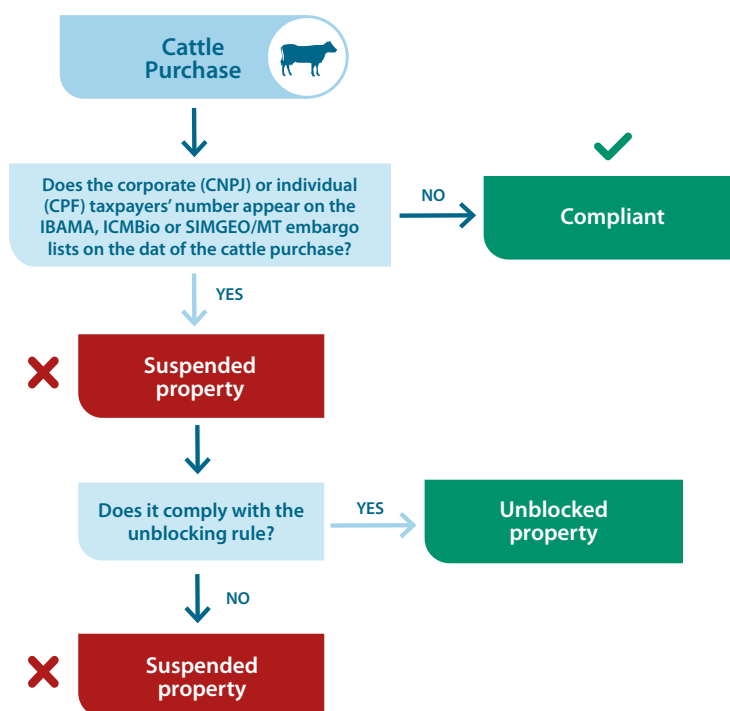 Cattle
Purchase
Does the corporate (CNPJ) or individual
(CPF) taxpayers' number appear on the
IBAMA, ICMBio or SIMGEO/MT embargo
lists on the dat of the cattle purchase?
NO
Compliant
YES
Suspended
property
Does it comply with the
unblocking rule?
YES
Unblocked
property
NO
Suspended
property